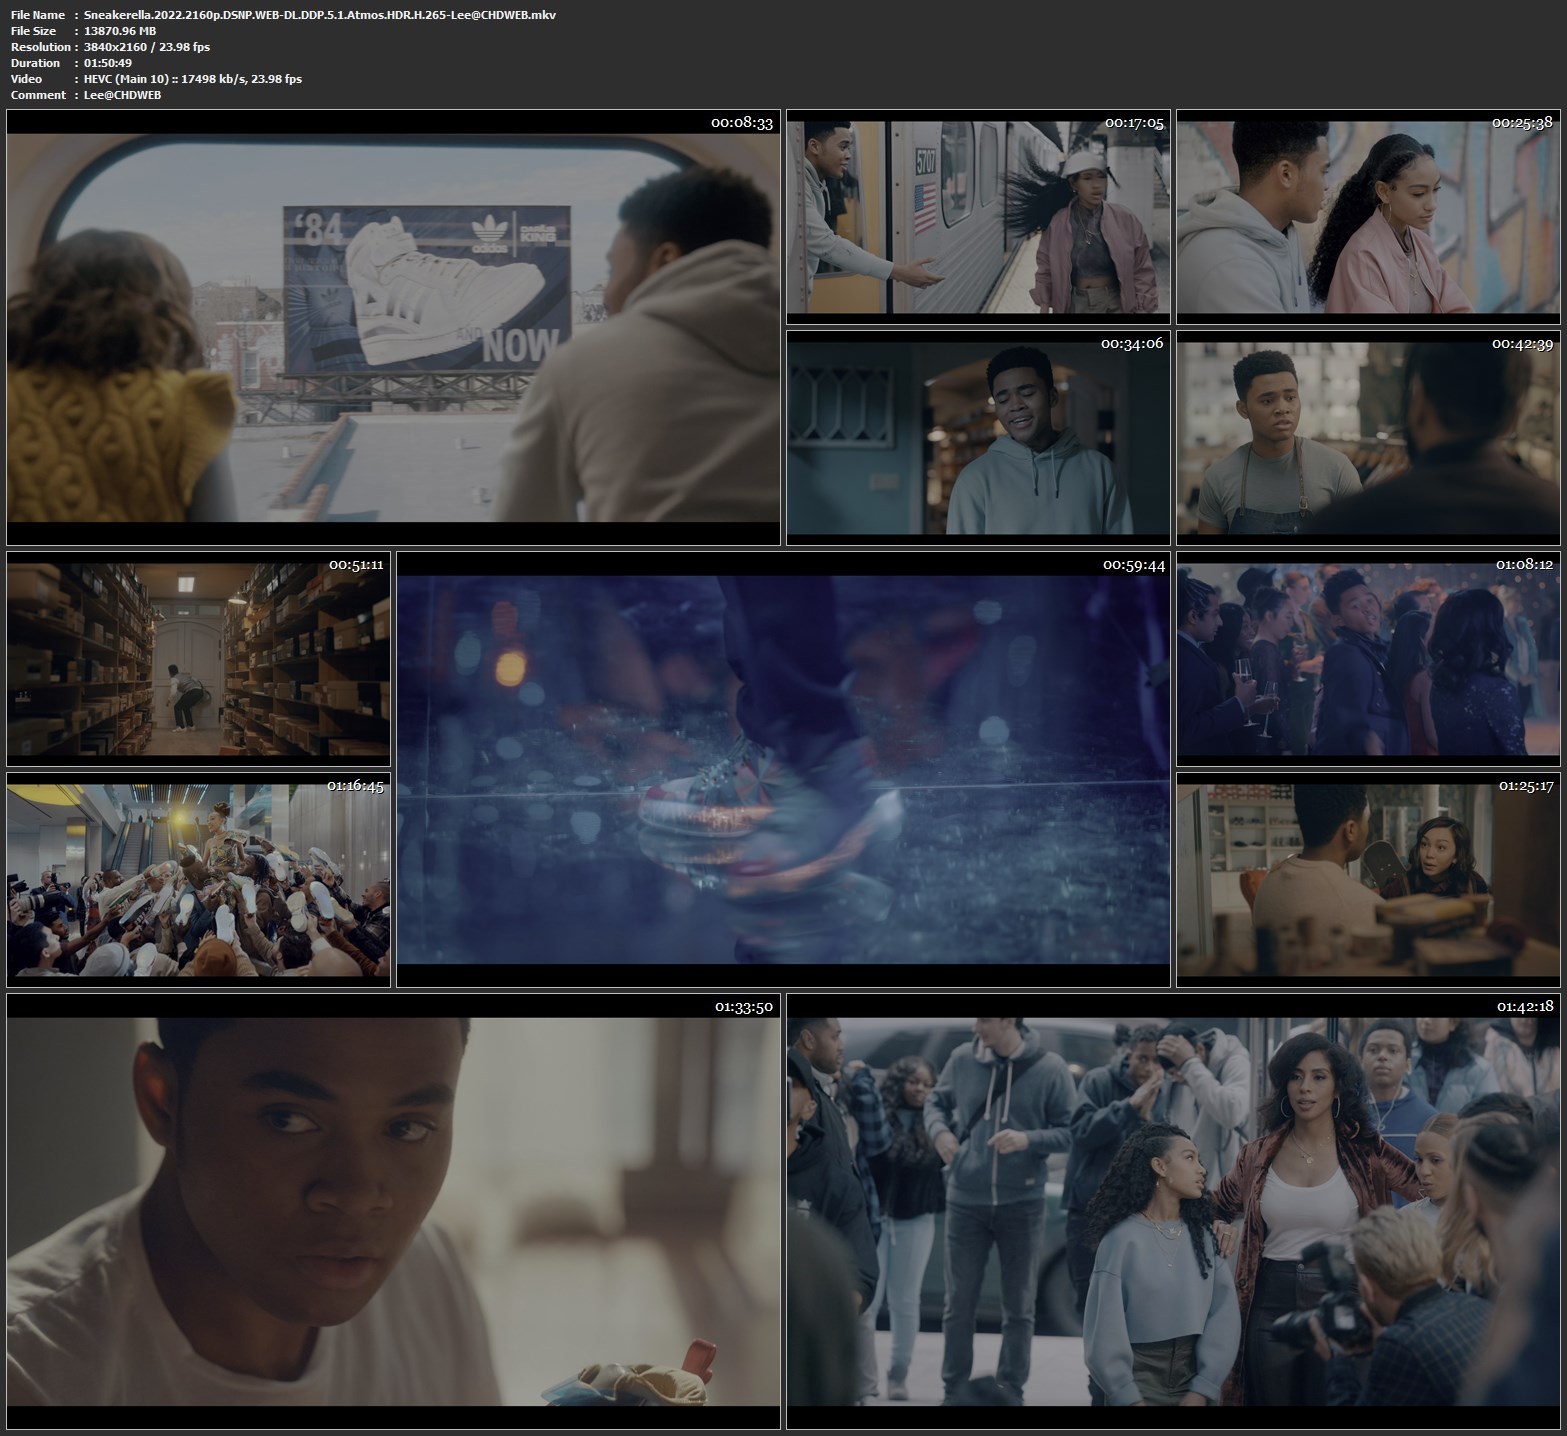 File Name : Sneakerella.2022.2160p.DSNP.WEB-DL.DDP.5.1.Atmos.HDR.H.265-Lee@CHDWEB.mkv
File Size : 13870.96 MB
Resolution : 3840x2160 / 23.98 fps
Duration : 01:50:49
Video : HEVC (Main 10) :: 17498 kb/s, 23.98 fps
Comment : Lee@CHDWEB
00:08:33
'84
adidas
KING
AND
NOW
00:17:05
5707
00:25:38
00:34:06
00:42:39
00:51:11
00:59:44
01:08:12
01:16:45
01:25:17
01:33:50
01:42:18